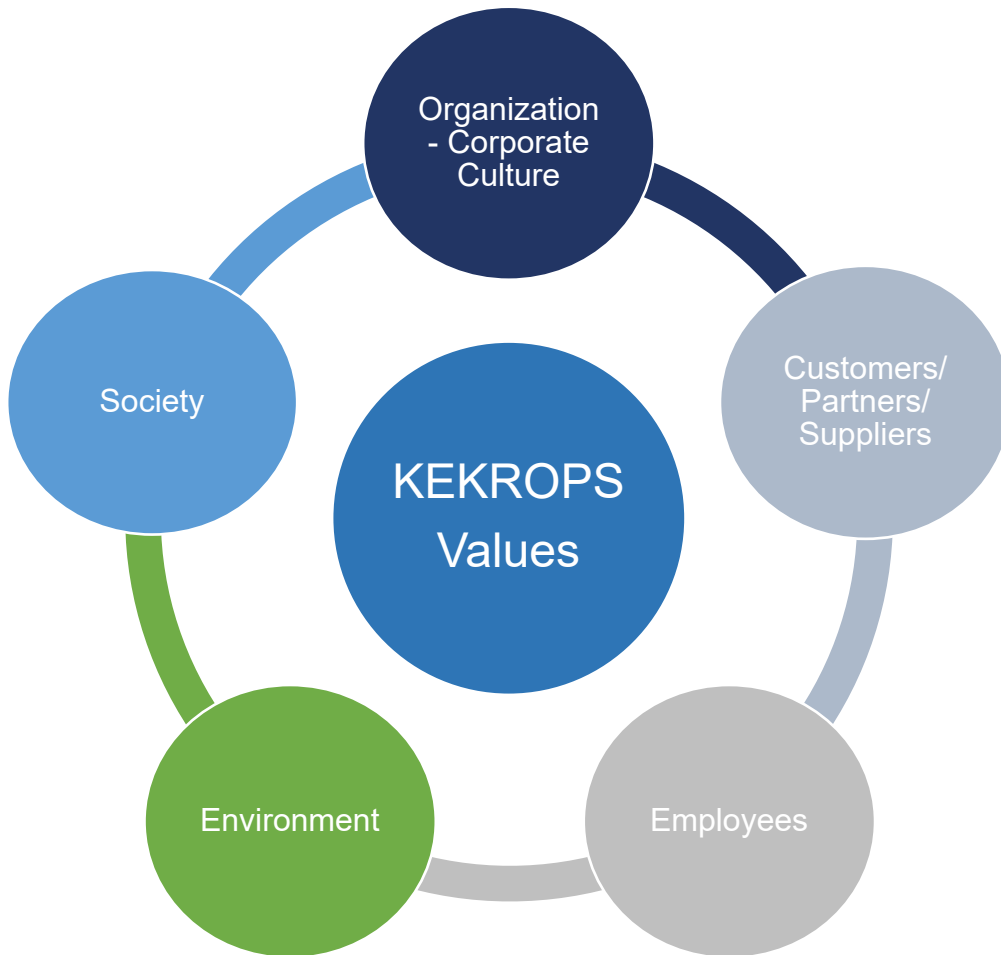 Organization
- Corporate
Culture
Customers/
Partners/
Suppliers
Society
KEKROPS
Values
Environment
Employees